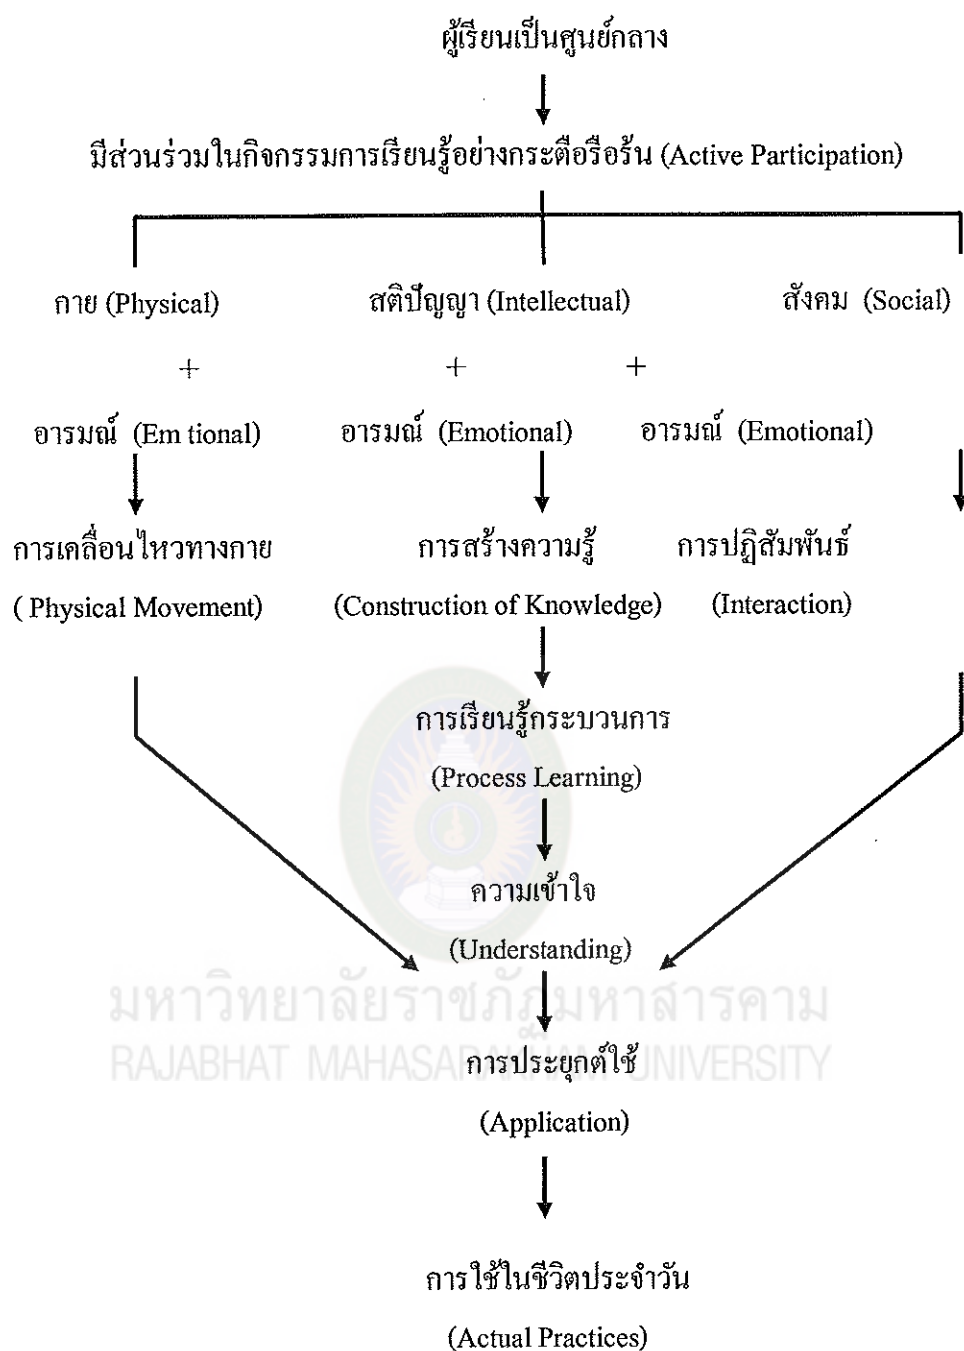 ผู้เรียนเป็นศูนย์กลาง
มีส่วนร่วมในกิจกรรมการเรียนรู้อย่างกระตือรือร้น (Active Participation)
กาย (Physical) สติปัญญา (Intellectual) สังคม (Social)
+ + +
อารมณ์ (Em tional) อารมณ์ (Emotional) อารมณ์ (Emotional)
การเคลื่อนไหวทางกาย การสร้างความรู้ การปฏิสัมพันธ์
( Physical Movement) (Construction of Knowledge) (Interaction)
การเรียนรู้กระบวนการ
(Process Learning)
ความเข้าใจ
(Understanding)
มหาวิทยาลัยราชภัฏมหาสารคาม
RAJABHAT MAHASARAKHAM UNIVERSITY
การประยุกต์ใช้
(Application)
การใช้ในชีวิตประจำวัน
(Actual Practices)